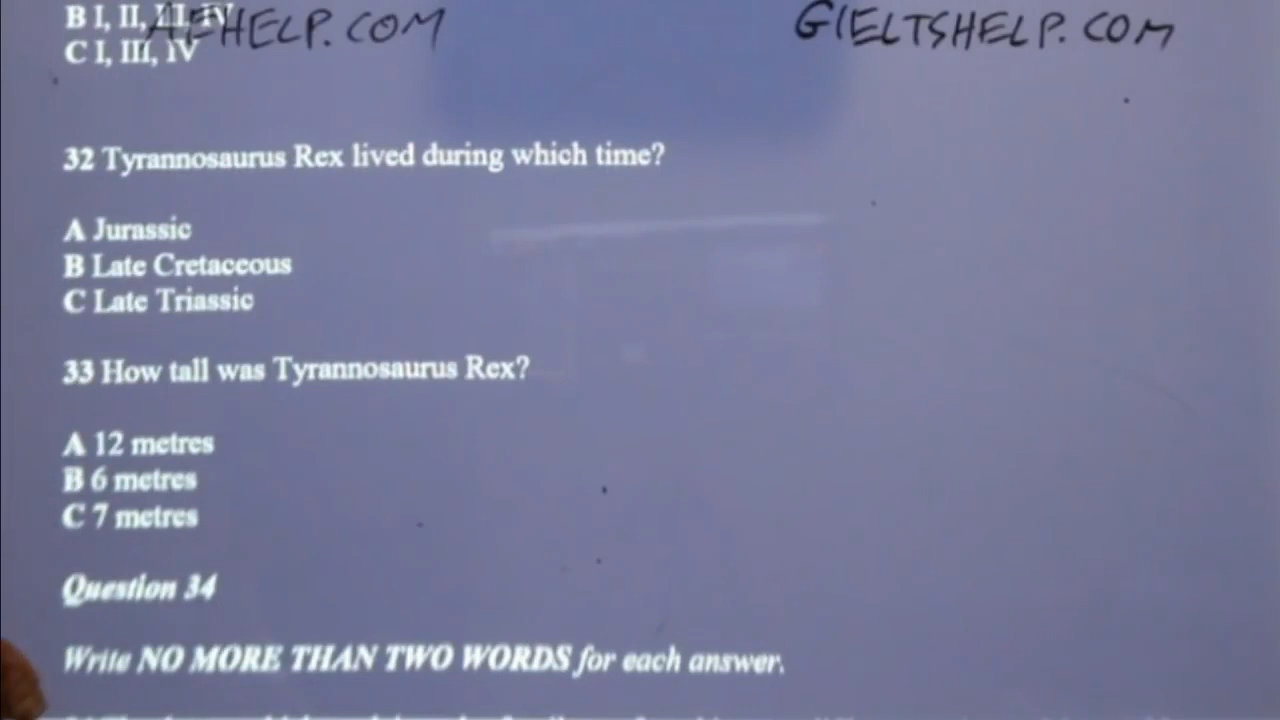 B I, II, III, IV
AEHELP.COM
GIELTSHELP.COM
C I, III, IV
32 Tyrannosaurus Rex lived during which time?
A Jurassic
B Late Cretaceous
C Late Triassic
33 How tall was Tyrannosaurus Rex?
A 12 metres
B 6 metres
C 7 metres
Question 34
Write NO MORE THAN TWO WORDS for each answer.